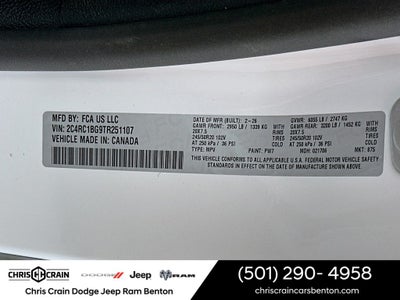 MFD BY: FCA US LLC
VIN: 2C4RC1BG9TR251107
VEHICLE MADE IN: CANADA
DATE OF MFR (BUILT): 2-26
GVWR: 6055 LB / 2747 KG
GAWR FRONT: 2950 LB / 1339 KG
GAWR REAR: 3200 LB / 1452 KG
20X7.5
20X7.5
245/50R20 102V
245/50R20 102V
AT 250 kPa / 36 PSI COLD
AT 250 kPa / 36 PSI COLD
THIS VEHICLE CONFORMS TO ALL APPLICABLE U.S.A. FEDERAL MOTOR VEHICLE
STANDARDS IN EFFECT ON THE DATE OF MANUFACTURE SHOWN ABOVE
TYPE: MPV
PAINT: PW7
MDH: 021706
MKT: 875
CHRIS CRAIN
DODGE
Jeep
RAM
Chris Crain Dodge Jeep Ram Benton
(501) 290- 4958
chriscraincarsbenton.com